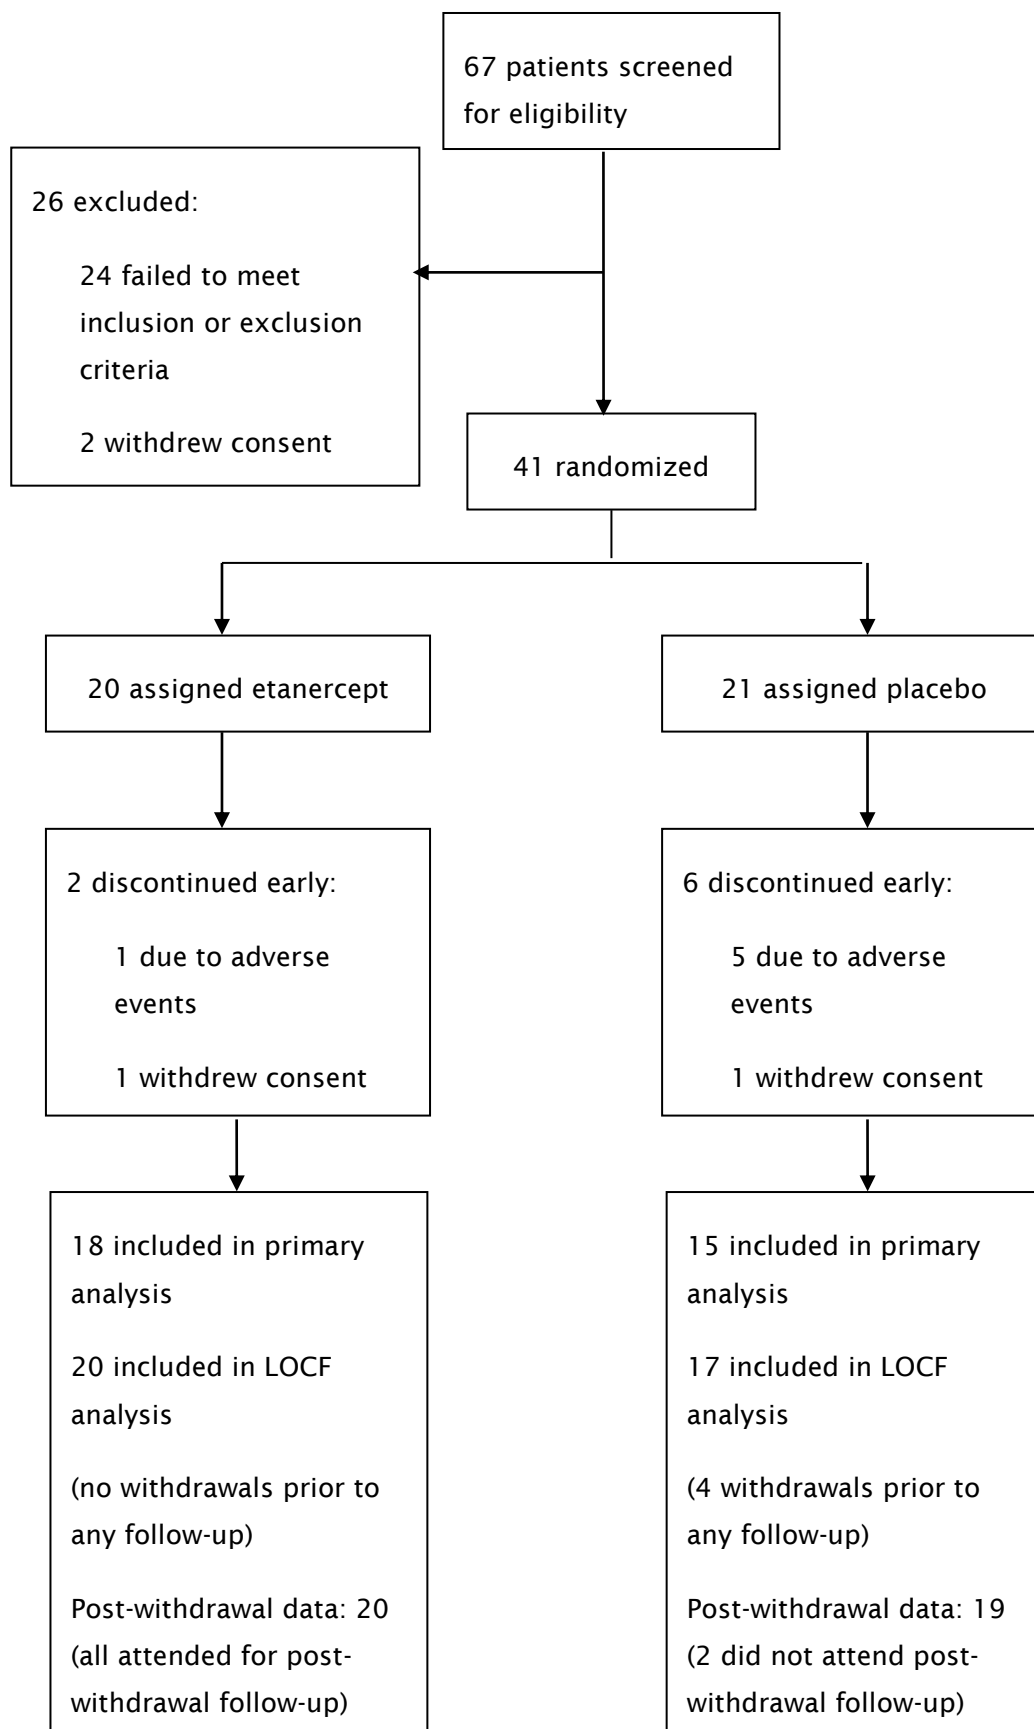 67 patients screened
for eligibility
26 excluded:
24 failed to meet
inclusion or exclusion
criteria
2 withdrew consent
41 randomized
20 assigned etanercept
21 assigned placebo
2 discontinued early:
1 due to adverse
events
1 withdrew consent
6 discontinued early:
5 due to adverse
events
1 withdrew consent
18 included in primary
analysis
20 included in LOCF
analysis
(no withdrawals prior to
any follow-up)
Post-withdrawal data: 20
(all attended for post-
withdrawal follow-up)
15 included in primary
analysis
17 included in LOCF
analysis
(4 withdrawals prior to
any follow-up)
Post-withdrawal data: 19
(2 did not attend post-
withdrawal follow-up)